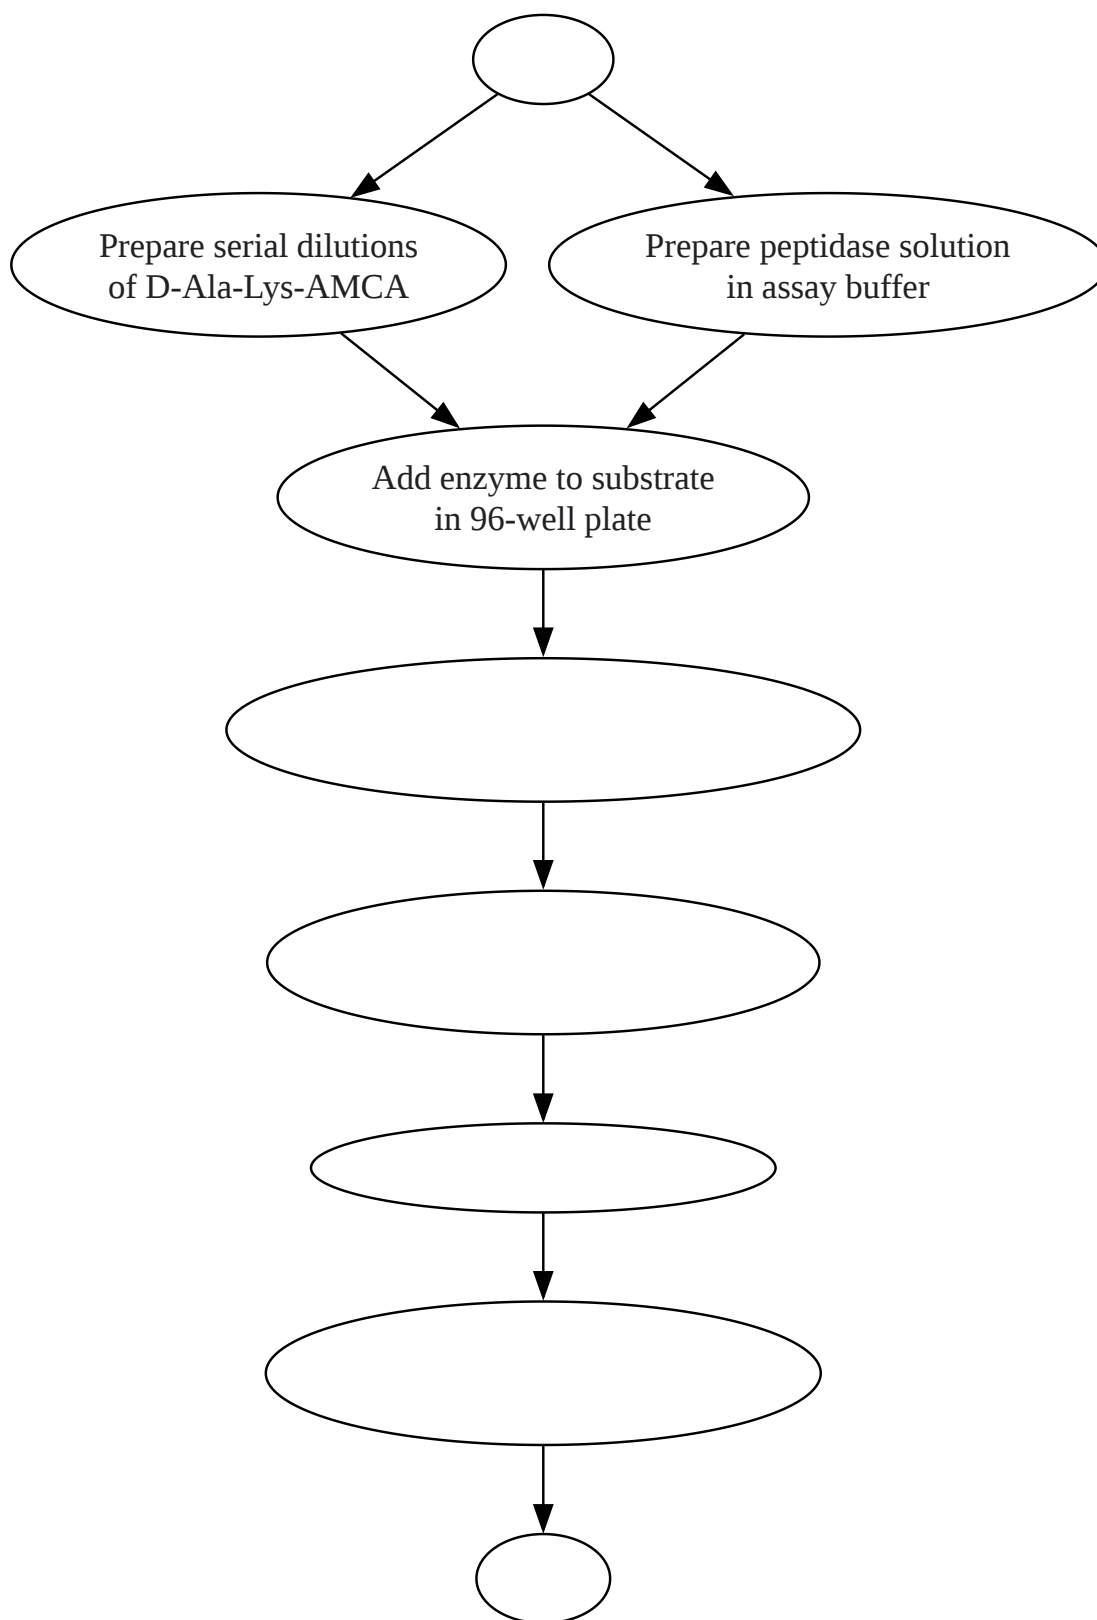 Prepare serial dilutions
of D-Ala-Lys-AMCA
Prepare peptidase solution
in assay buffer
Add enzyme to substrate
in 96-well plate